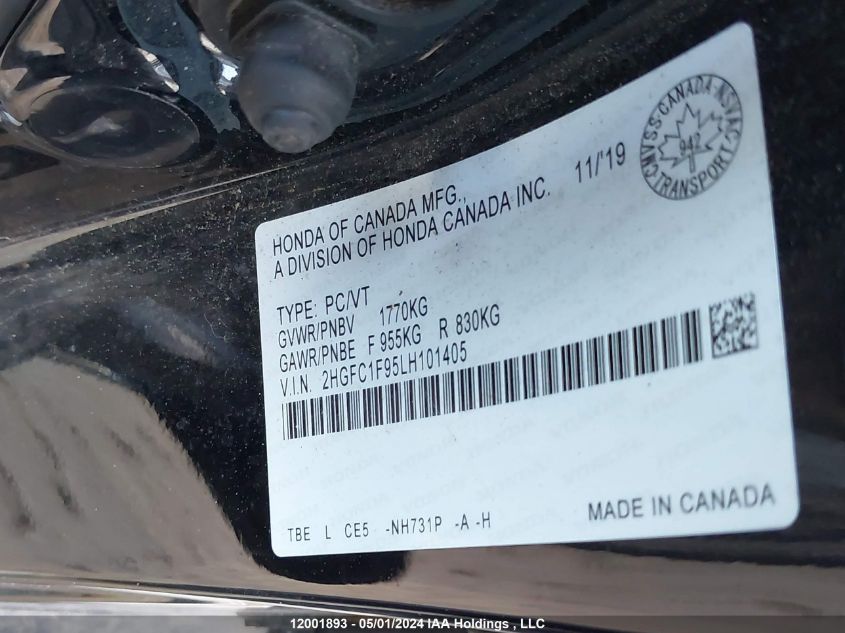 HONDA OF CANADA MFG.,
A DIVISION OF HONDA CANADA INC. 11/'19
CMVSS CANADA NSVAC
942
TRANSPORT
TYPE: PC/VT
GVWR/PNBV 1770KG
GAWR/PNBE F 955KG R 830KG
V.I.N. 2HGFC1F95LH101405
MADE IN CANADA
TBE L CE5 -NH731P -A -H
12001893 - 05/01/2024 IAA Holdings , LLC